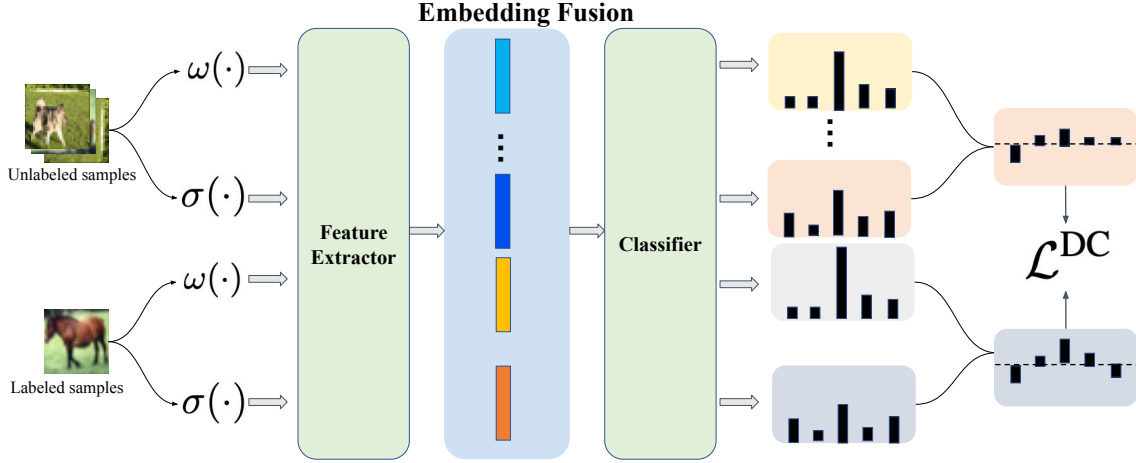 Embedding Fusion
ω(·)
Unlabeled samples
σ(·)
Feature
Extractor
Classifier
ℒ^DC
ω(·)
Labeled samples
σ(·)